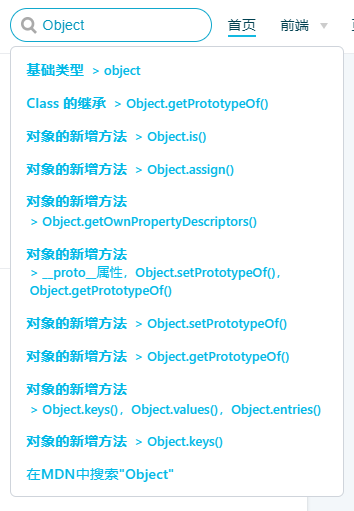 Object 首页 前端
基础类型 > object
Class 的继承 > Object.getPrototypeOf()
对象的新增方法 > Object.is()
对象的新增方法 > Object.assign()
对象的新增方法
> Object.getOwnPropertyDescriptors()
对象的新增方法
> __proto__属性，Object.setPrototypeOf()，
Object.getPrototypeOf()
对象的新增方法 > Object.setPrototypeOf()
对象的新增方法 > Object.getPrototypeOf()
对象的新增方法
> Object.keys()，Object.values()，Object.entries()
对象的新增方法 > Object.keys()
在MDN中搜索"Object"